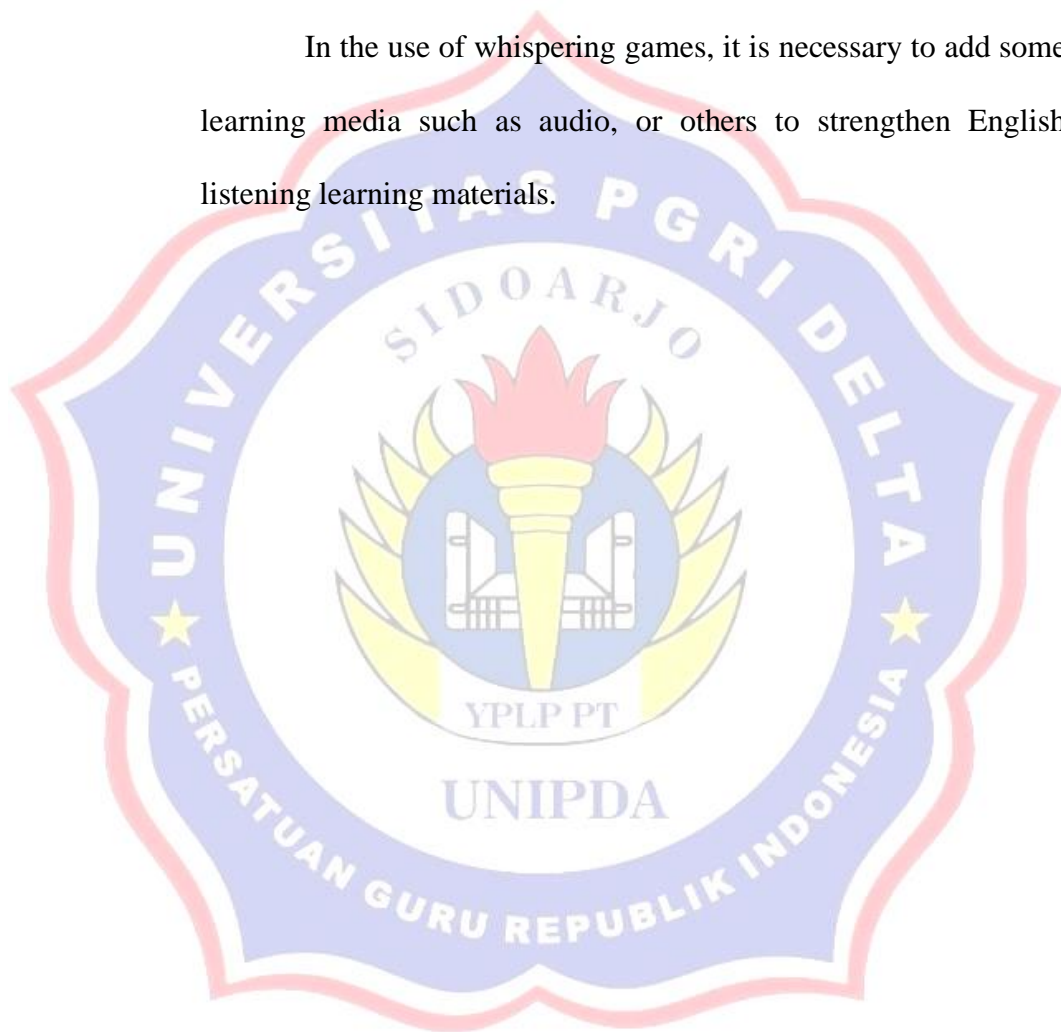 In the use of whispering games, it is necessary to add some
learning media such as audio, or others to strengthen English
listening learning materials.
UNIVERSITAS PGRI DELTA
SIDOARJO
YPLP PT
UNIPDA
PERSATUAN GURU REPUBLIK INDONESIA